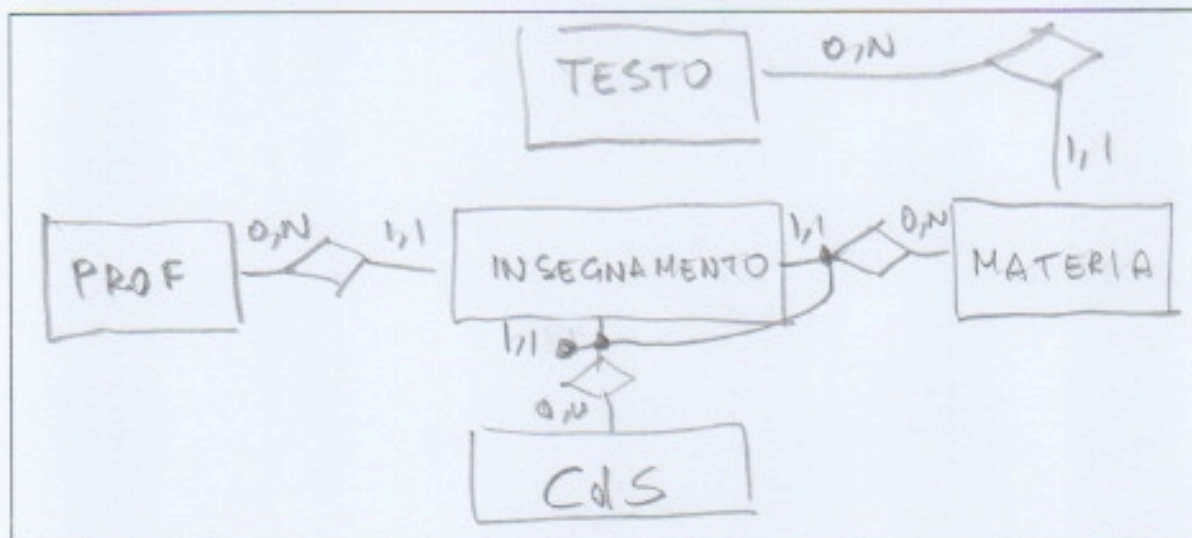 TESTO
0,N
1,1
PROF
0,N
1,1
INSEGNAMENTO
1,1
0,N
MATERIA
1,1
0,N
CdS